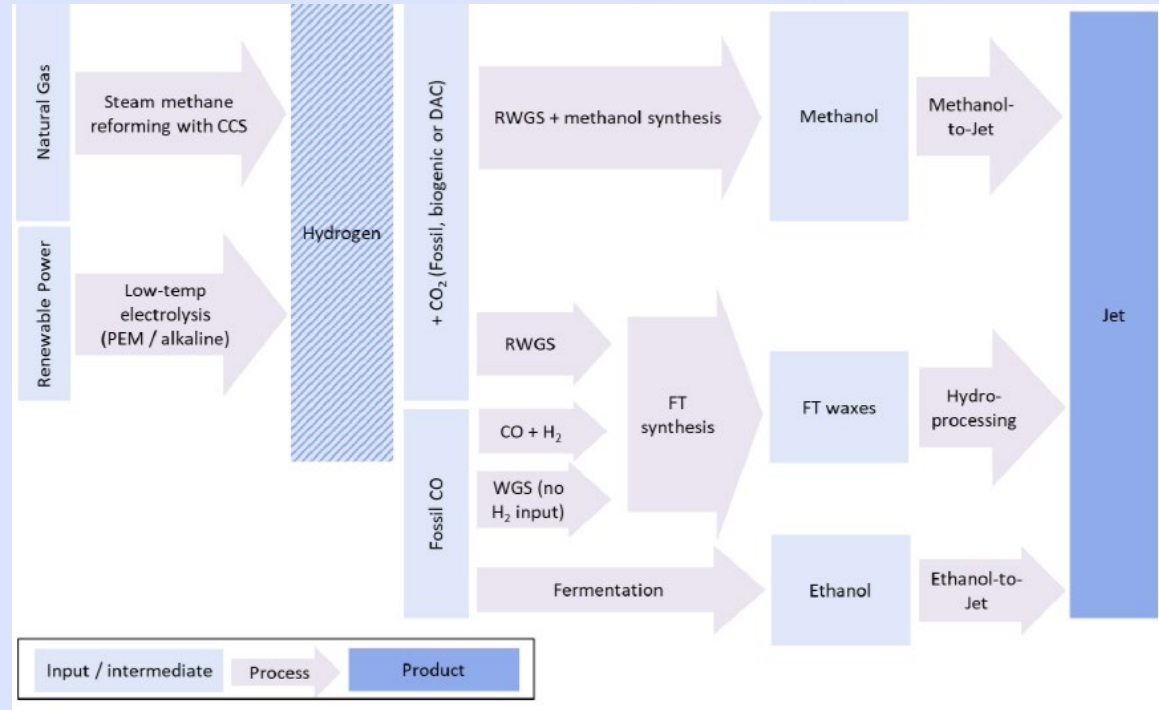 Natural Gas
Steam methane
reforming with CCS
Renewable Power
Low-temp
electrolysis
(PEM / alkaline)
Hydrogen
+ CO₂ (Fossil, biogenic or DAC)
Fossil CO
RWGS + methanol synthesis
Methanol
Methanol-
to-Jet
RWGS
CO + H₂
WGS (no
H₂ input)
FT
synthesis
FT waxes
Hydro-
processing
Fermentation
Ethanol
Ethanol-to-
Jet
Jet
Input / intermediate
Process
Product